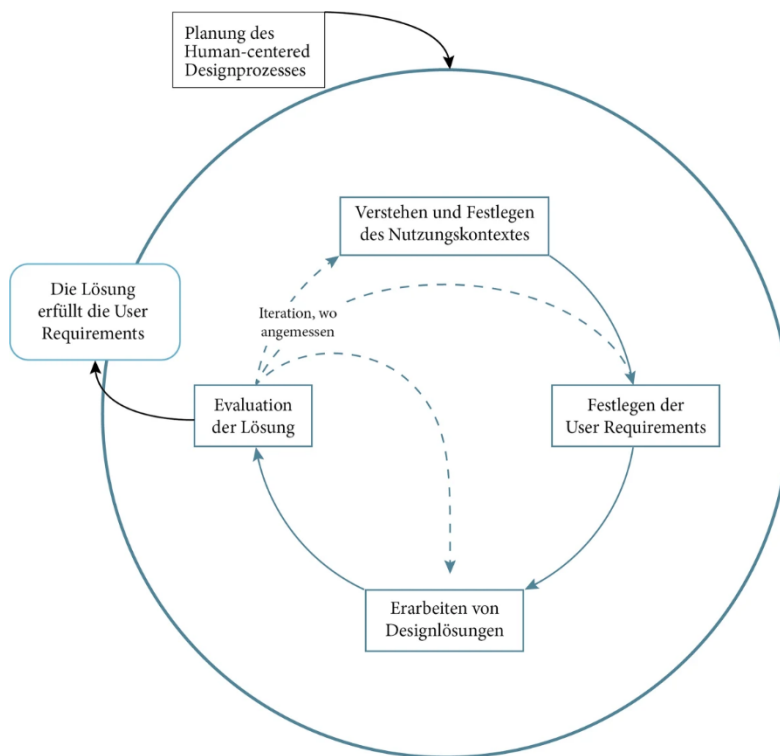 Planung des
Human-centered
Designprozesses
Verstehen und Festlegen
des Nutzungskontextes
Die Lösung
erfüllt die User
Requirements
Iteration, wo
angemessen
Evaluation
der Lösung
Festlegen der
User Requirements
Erarbeiten von
Designlösungen